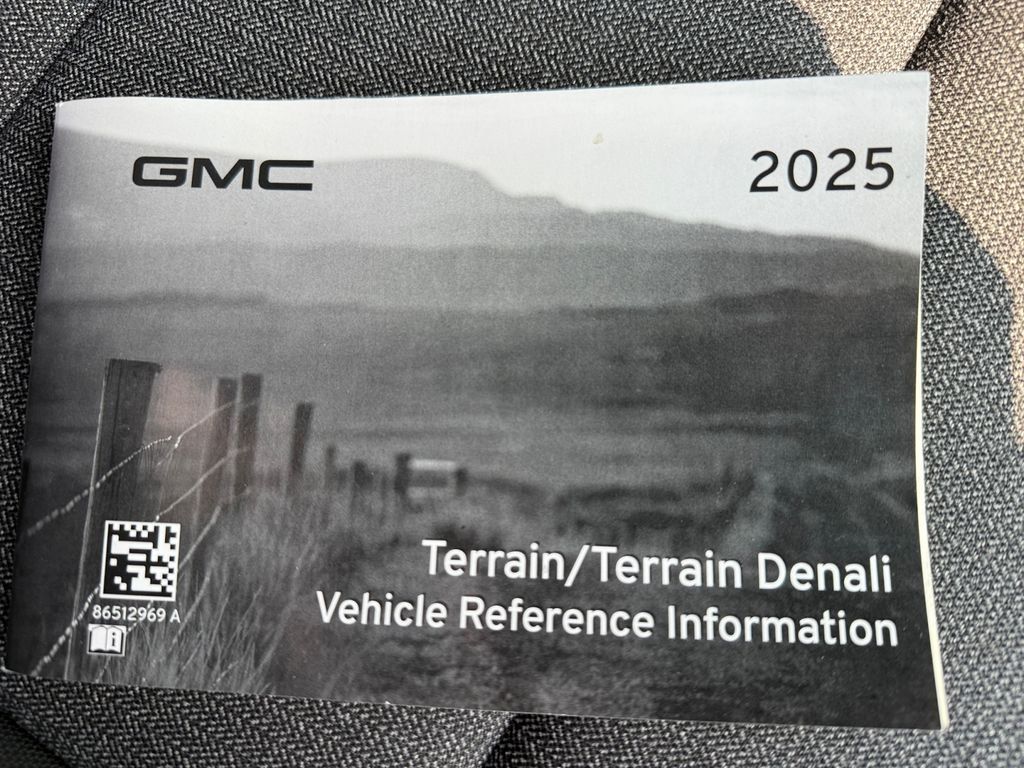 GMC
2025
Terrain/Terrain Denali
Vehicle Reference Information
86512969 A